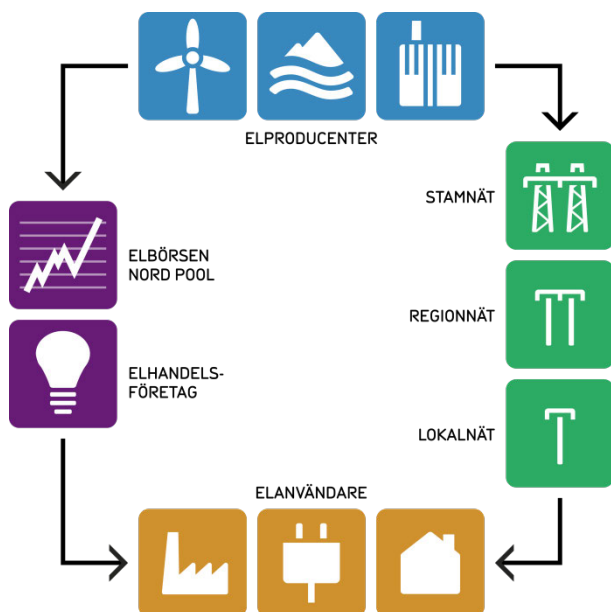 ELPRODUCENTER
STAMNÄT
ELBÖRSEN
NORD POOL
REGIONNÄT
ELHANDELS-
FÖRETAG
LOKALNÄT
ELANVÄNDARE